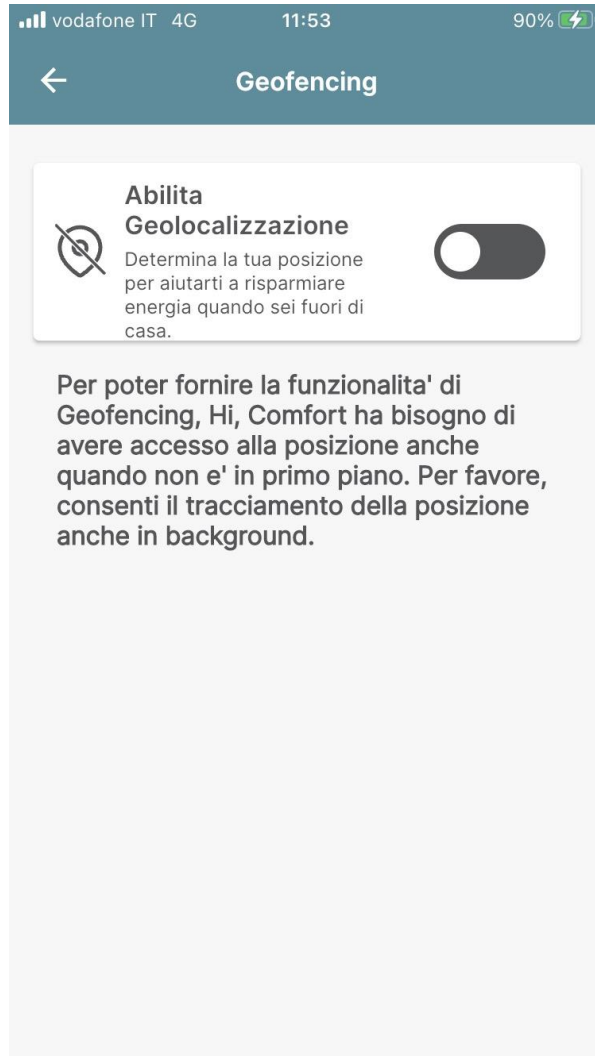 vodafone IT 4G 11:53 90%
Geofencing
Abilita
Geolocalizzazione
Determina la tua posizione
per aiutarti a risparmiare
energia quando sei fuori di
casa.
Per poter fornire la funzionalita' di
Geofencing, Hi, Comfort ha bisogno di
avere accesso alla posizione anche
quando non e' in primo piano. Per favore,
consenti il tracciamento della posizione
anche in background.